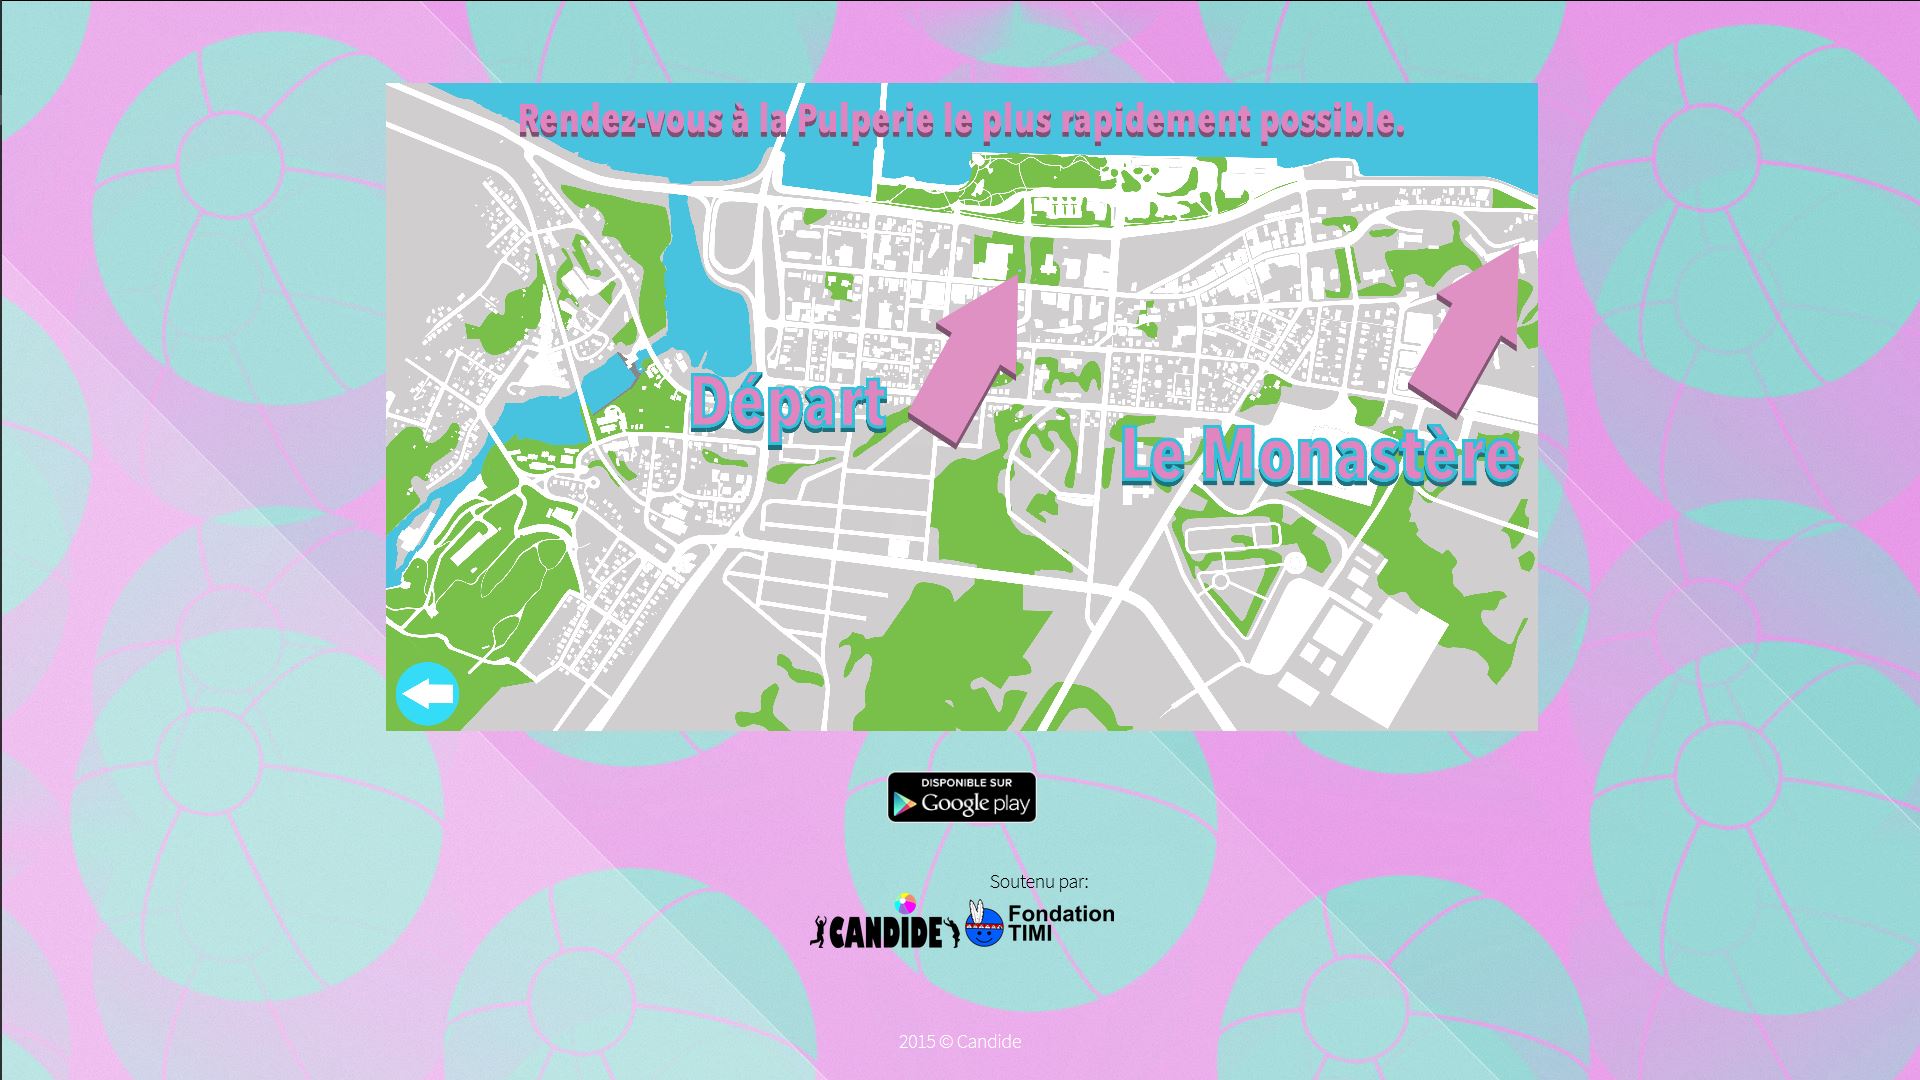 Rendez-vous à la Pulperie le plus rapidement possible.
Départ
Le Monastère
DISPONIBLE SUR
Google play
Soutenu par:
CANDIDE
Fondation
TIMI
2015 © Candide